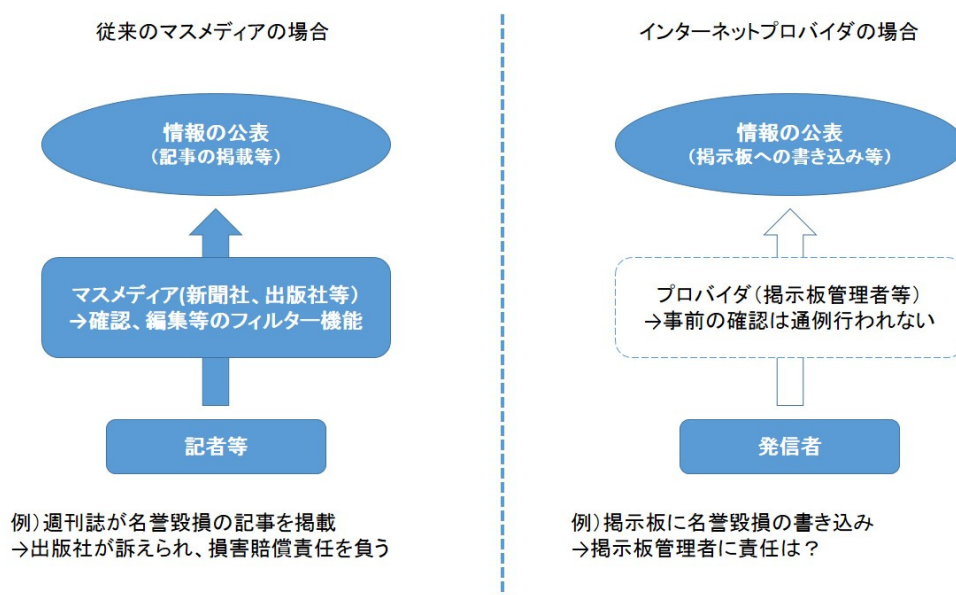 従来のマスメディアの場合
情報の公表
(記事の掲載等)
マスメディア(新聞社、出版社等)
→確認、編集等のフィルター機能
記者等
例)週刊誌が名誉毀損の記事を掲載
→出版社が訴えられ、損害賠償責任を負う
インターネットプロバイダの場合
情報の公表
(掲示板への書き込み等)
プロバイダ(掲示板管理者等)
→事前の確認は通例行われない
発信者
例)掲示板に名誉毀損の書き込み
→掲示板管理者に責任は?